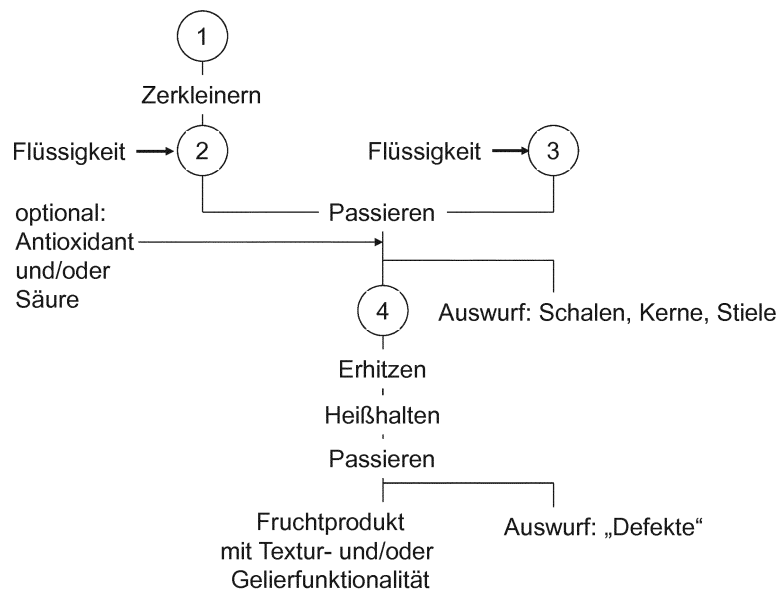 1
Zerkleinern
Flüssigkeit
2
Flüssigkeit
3
optional:
Antioxidant
und/oder
Säure
Passieren
4
Auswurf: Schalen, Kerne, Stiele
Erhitzen
Heißhalten
Passieren
Fruchtprodukt
mit Textur- und/oder
Gelierfunktionalität
Auswurf: „Defekte“